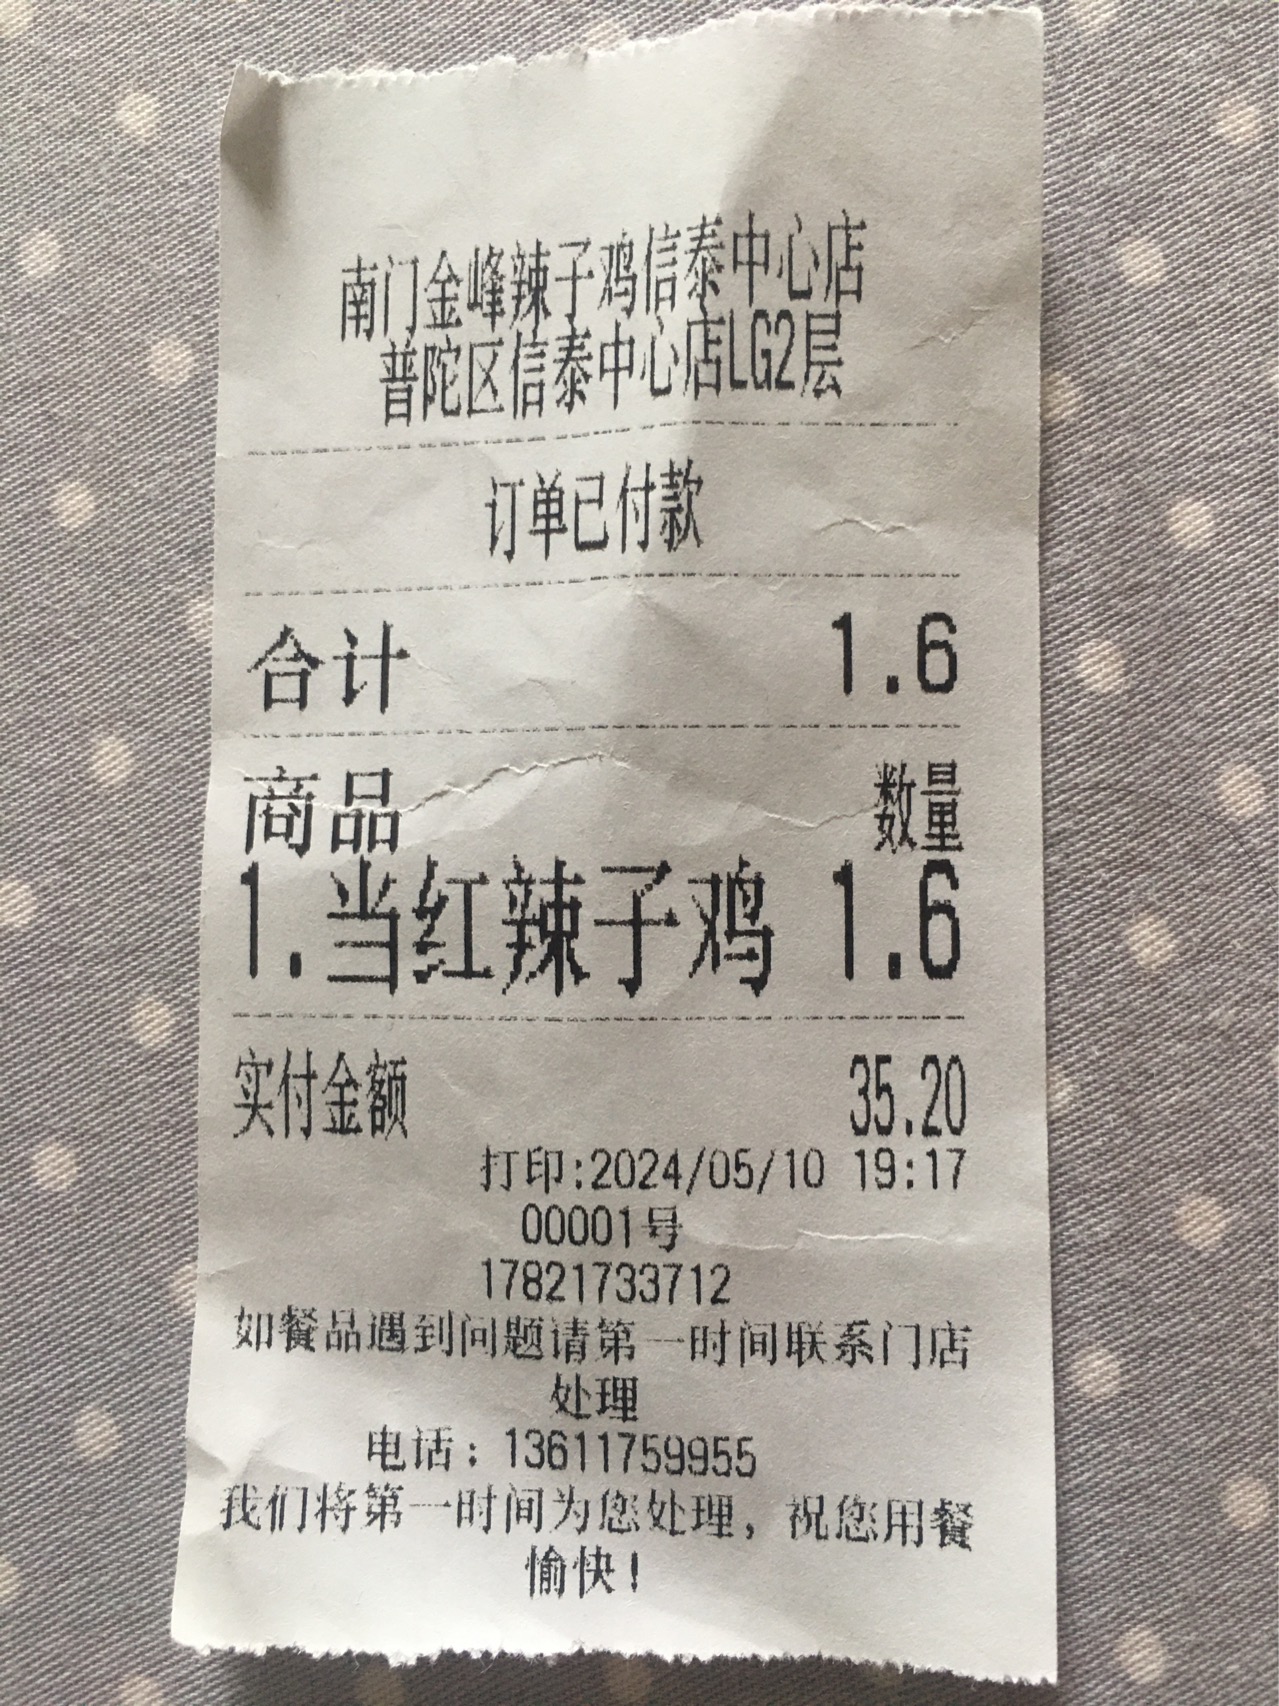 南门金峰辣子鸡信泰中心店
普陀区信泰中心店LG2层
订单已付款
合计 1.6
商品 数量
1.当红辣子鸡 1.6
实付金额 35.20
打印:2024/05/10 19:17
00001号
17821733712
如餐品遇到问题请第一时间联系门店
处理
电话：13611759955
我们将第一时间为您处理，祝您用餐
愉快！